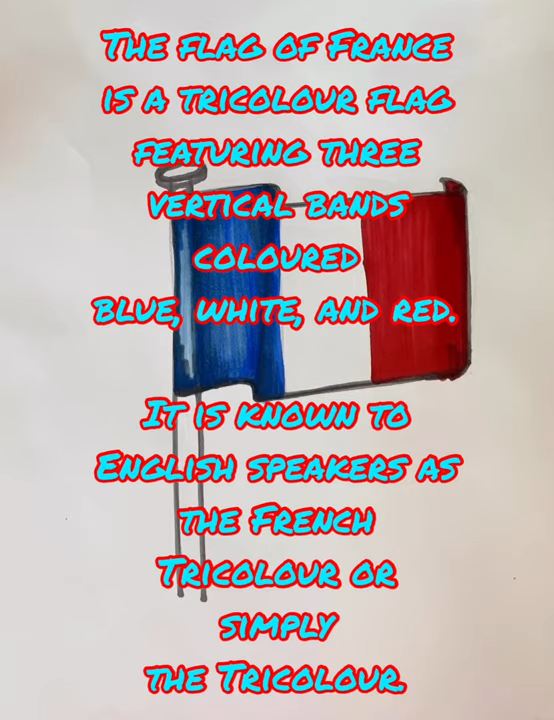 The flag of France
is a tricolour flag
featuring three
vertical bands
coloured
blue, white, and red.
It is known to
English speakers as
the French
Tricolour or
simply
the Tricolour.